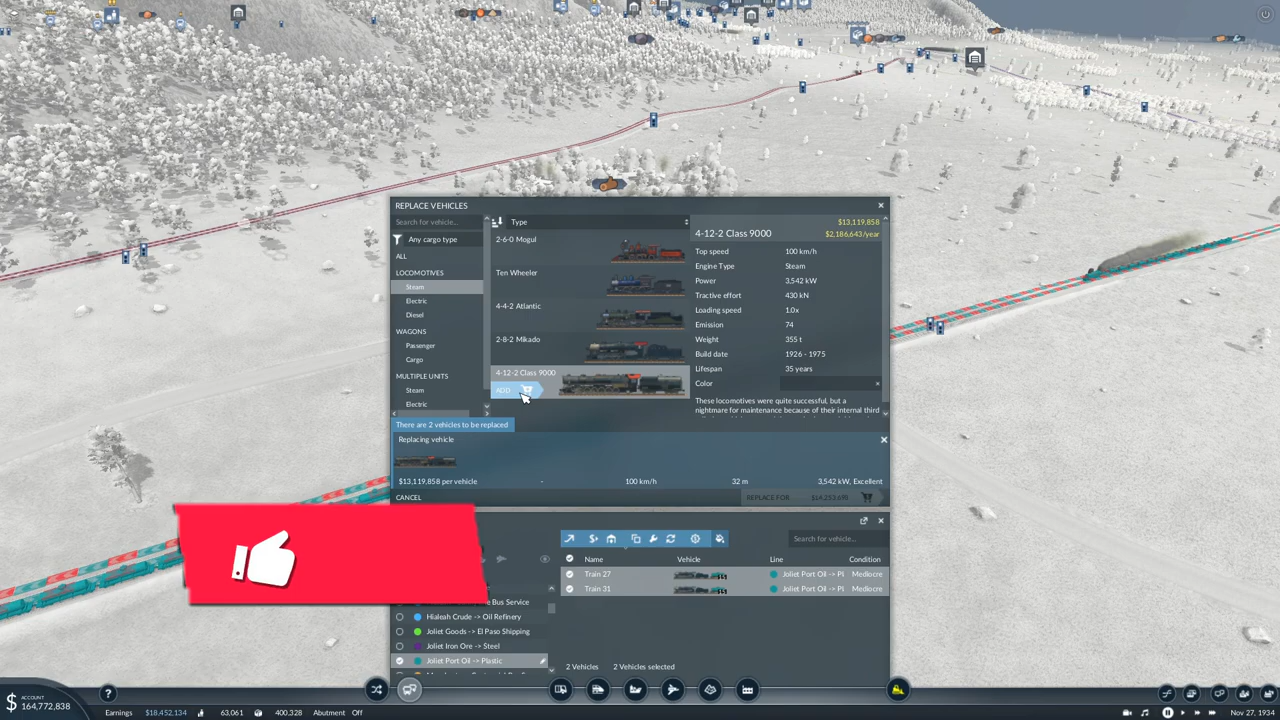 REPLACE VEHICLES
Search for vehicle...
Any cargo type
ALL
LOCOMOTIVES
Steam
Electric
Diesel
WAGONS
Passenger
Cargo
MULTIPLE UNITS
Steam
Electric
Type
2-6-0 Mogul
Ten Wheeler
4-4-2 Atlantic
2-8-2 Mikado
4-12-2 Class 9000
ADD
$13,119,858
4-12-2 Class 9000
$2,186,643/year
Top speed 100 km/h
Engine Type Steam
Power 3,542 kW
Tractive effort 430 kN
Loading speed 1.0x
Emission 74
Weight 355 t
Build date 1926 - 1975
Lifespan 35 years
Color
These locomotives were quite successful, but a
nightmare for maintenance because of their internal third
There are 2 vehicles to be replaced
Replacing vehicle
$13,119,858 per vehicle - 100 km/h 32 m 3,542 kW, Excellent
CANCEL
REPLACE FOR
Search for vehicle...
Name Vehicle Line Condition
Train 27 Joliet Port Oil -> Pl Mediocre
Train 31 Joliet Port Oil -> Pl Mediocre
Bus Service
Hialeah Crude -> Oil Refinery
Joliet Goods -> El Paso Shipping
Joliet Iron Ore -> Steel
Joliet Port Oil -> Plastic
2 Vehicles 2 Vehicles selected
ACCOUNT
$ 164,772,838
?
Earnings $18,452,134 63,061 400,328 Abutment Off
Nov 27, 1934